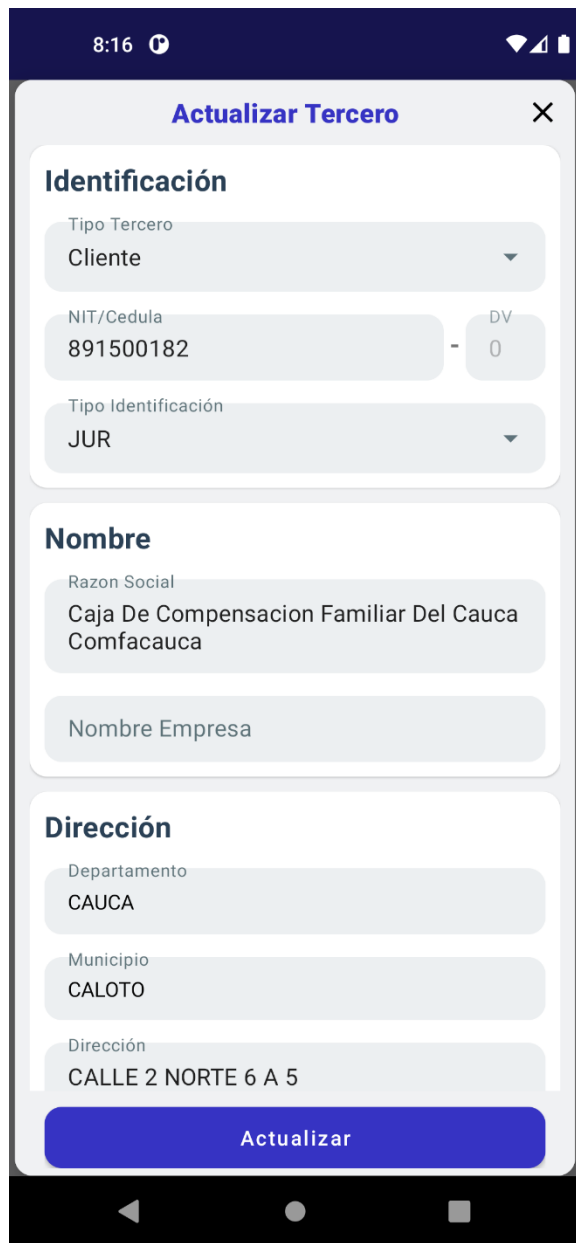 8:16
Actualizar Tercero
Identificación
Tipo Tercero
Cliente
NIT/Cedula
DV
891500182
-
0
Tipo Identificación
JUR
Nombre
Razon Social
Caja De Compensacion Familiar Del Cauca
Comfacauca
Nombre Empresa
Dirección
Departamento
CAUCA
Municipio
CALOTO
Dirección
CALLE 2 NORTE 6 A 5
Actualizar